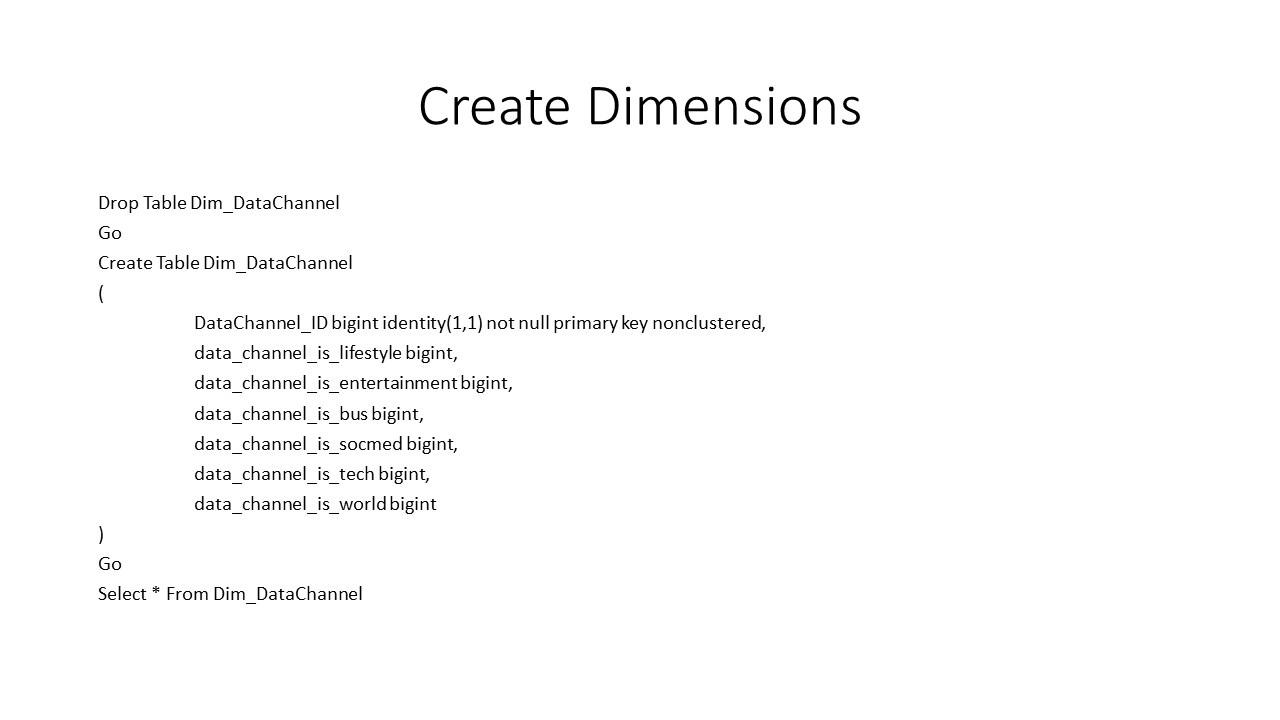 Create Dimensions
Drop Table Dim_DataChannel
Go
Create Table Dim_DataChannel
(
DataChannel_ID bigint identity(1,1) not null primary key nonclustered,
data_channel_is_lifestyle bigint,
data_channel_is_entertainment bigint,
data_channel_is_bus bigint,
data_channel_is_socmed bigint,
data_channel_is_tech bigint,
data_channel_is_world bigint
)
Go
Select * From Dim_DataChannel